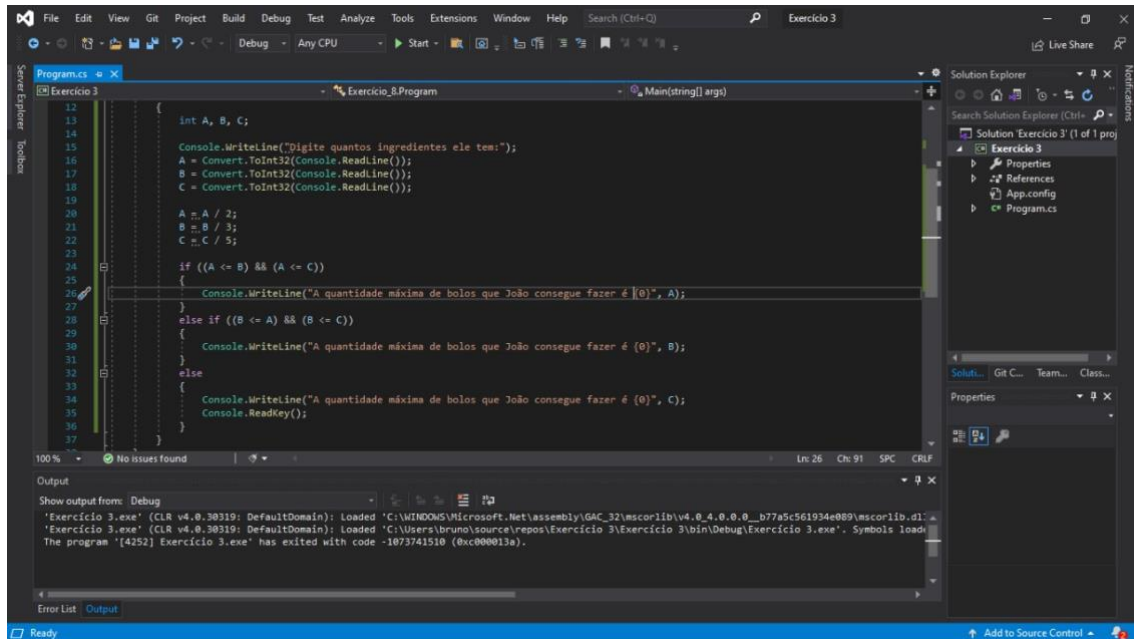 File Edit View Git Project Build Debug Test Analyze Tools Extensions Window Help Search (Ctrl+Q) Exercício 3
Debug Any CPU Start Live Share
Server Explorer
Toolbox
Program.cs
Exercício 3 Exercício_8.Program Main(string[] args)
12 {
13 int A, B, C;
14
15 Console.WriteLine("Digite quantos ingredientes ele tem:");
16 A = Convert.ToInt32(Console.ReadLine());
17 B = Convert.ToInt32(Console.ReadLine());
18 C = Convert.ToInt32(Console.ReadLine());
19
20 A = A / 2;
21 B = B / 3;
22 C = C / 5;
23
24 if ((A <= B) && (A <= C))
25 {
26 Console.WriteLine("A quantidade máxima de bolos que João consegue fazer é {0}", A);
27 }
28 else if ((B <= A) && (B <= C))
29 {
30 Console.WriteLine("A quantidade máxima de bolos que João consegue fazer é {0}", B);
31 }
32 else
33 {
34 Console.WriteLine("A quantidade máxima de bolos que João consegue fazer é {0}", C);
35 Console.ReadKey();
36 }
37 }
100 % No issues found Ln: 26 Ch: 91 SPC CRLF
Output
Show output from: Debug
'Exercício 3.exe' (CLR v4.0.30319: DefaultDomain): Loaded 'C:\WINDOWS\Microsoft.Net\assembly\GAC_32\mscorlib\v4.0_4.0.0.0__b77a5c561934e089\mscorlib.dl
'Exercício 3.exe' (CLR v4.0.30319: DefaultDomain): Loaded 'C:\Users\bruno\source\repos\Exercício 3\Exercício 3\bin\Debug\Exercício 3.exe'. Symbols loade
The program '[4252] Exercício 3.exe' has exited with code -1073741510 (0xc000013a).
Error List Output
Solution Explorer
Search Solution Explorer (Ctrl+
Solution 'Exercício 3' (1 of 1 proj
Exercício 3
Properties
References
App.config
C# Program.cs
Soluti... Git C... Team... Class...
Properties
Notifications
Ready Add to Source Control 2